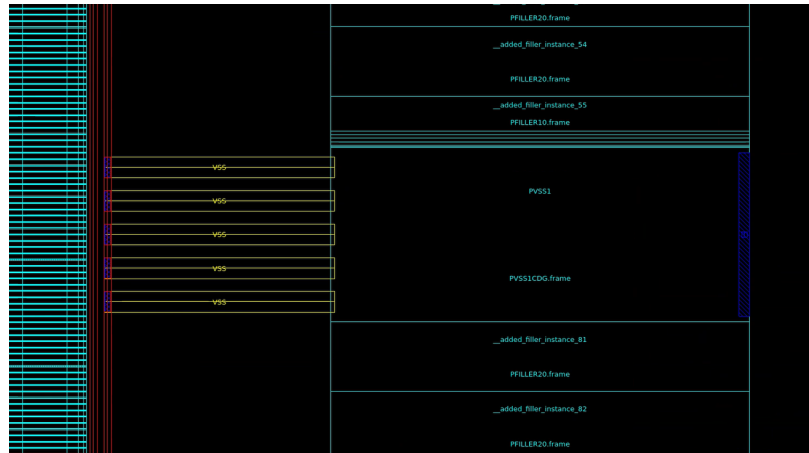 PFILLER20.frame
__added_filler_instance_54
PFILLER20.frame
__added_filler_instance_55
PFILLER10.frame
VSS
PVSS1
VSS
VSS
VSS
PVSS1CDG.frame
VSS
__added_filler_instance_81
PFILLER20.frame
__added_filler_instance_82
PFILLER20.frame